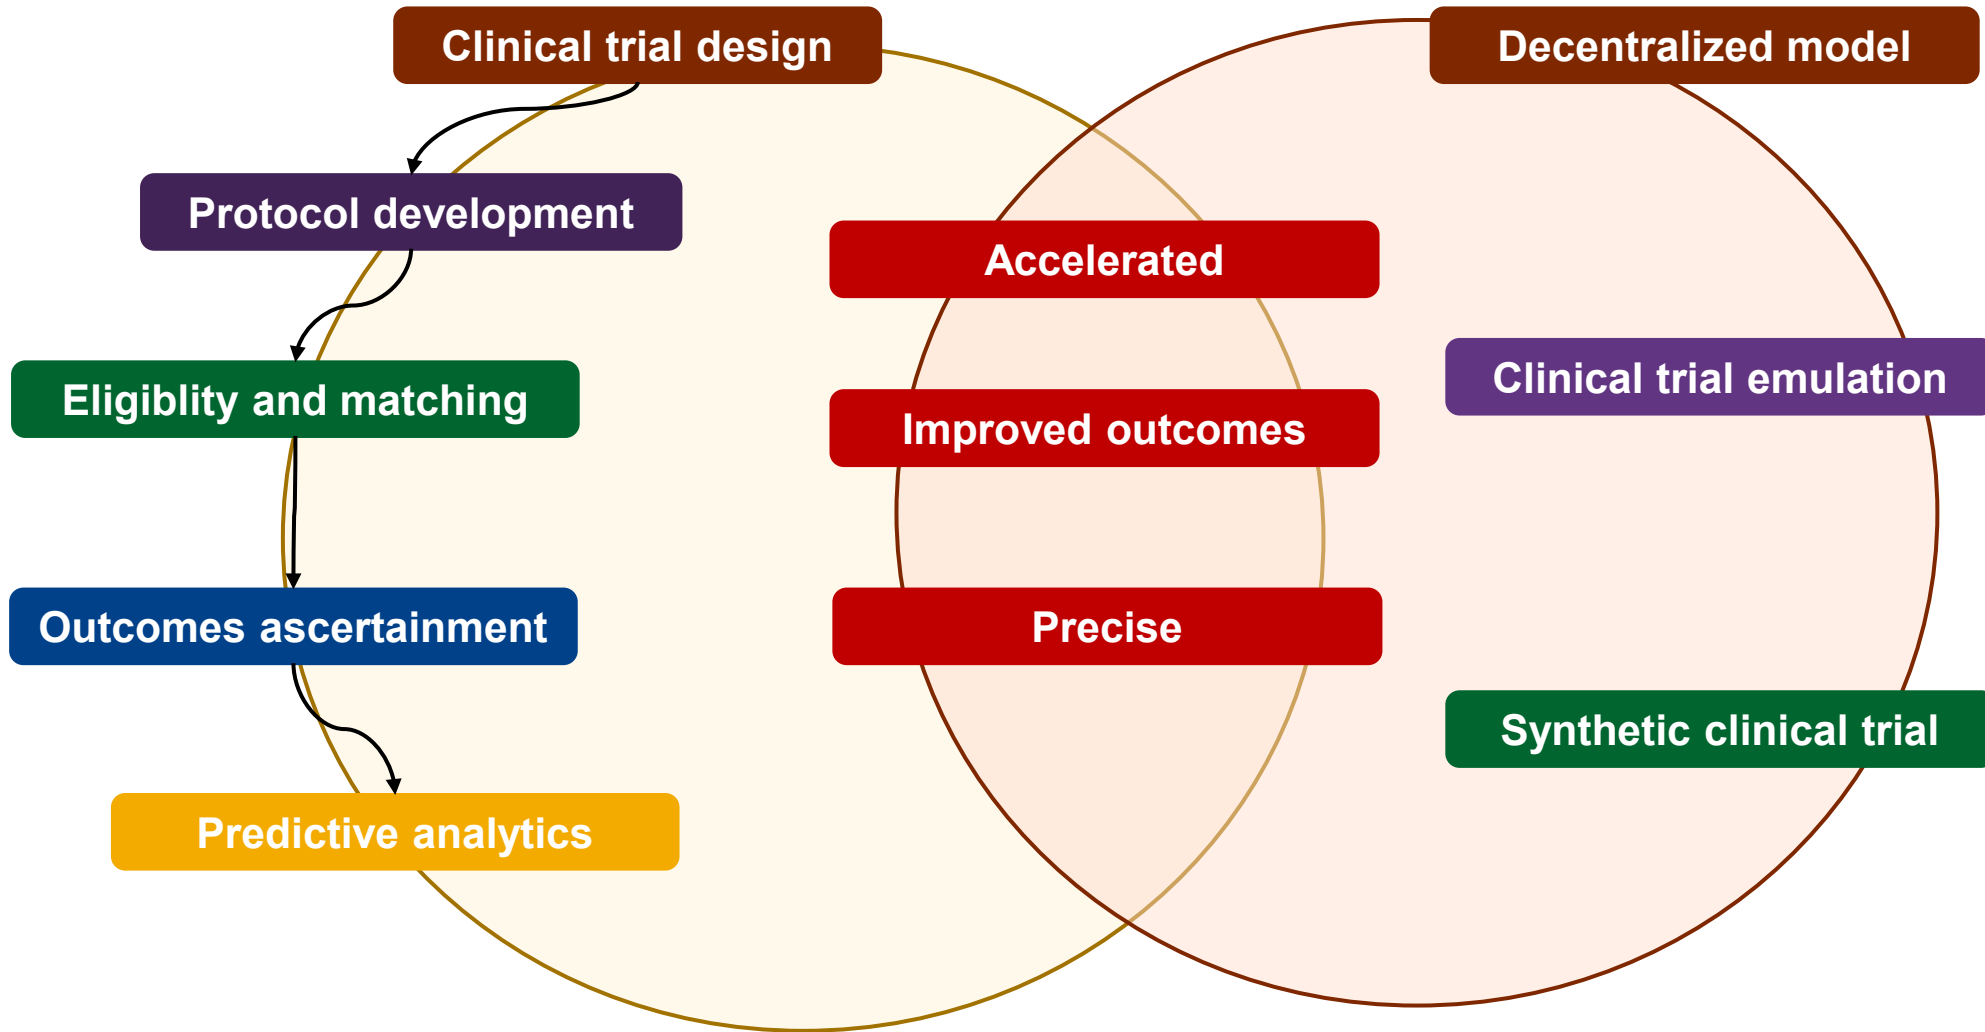 Clinical trial design
Decentralized model
Protocol development
Accelerated
Clinical trial emulation
Eligiblity and matching
Improved outcomes
Outcomes ascertainment
Precise
Synthetic clinical trial
Predictive analytics